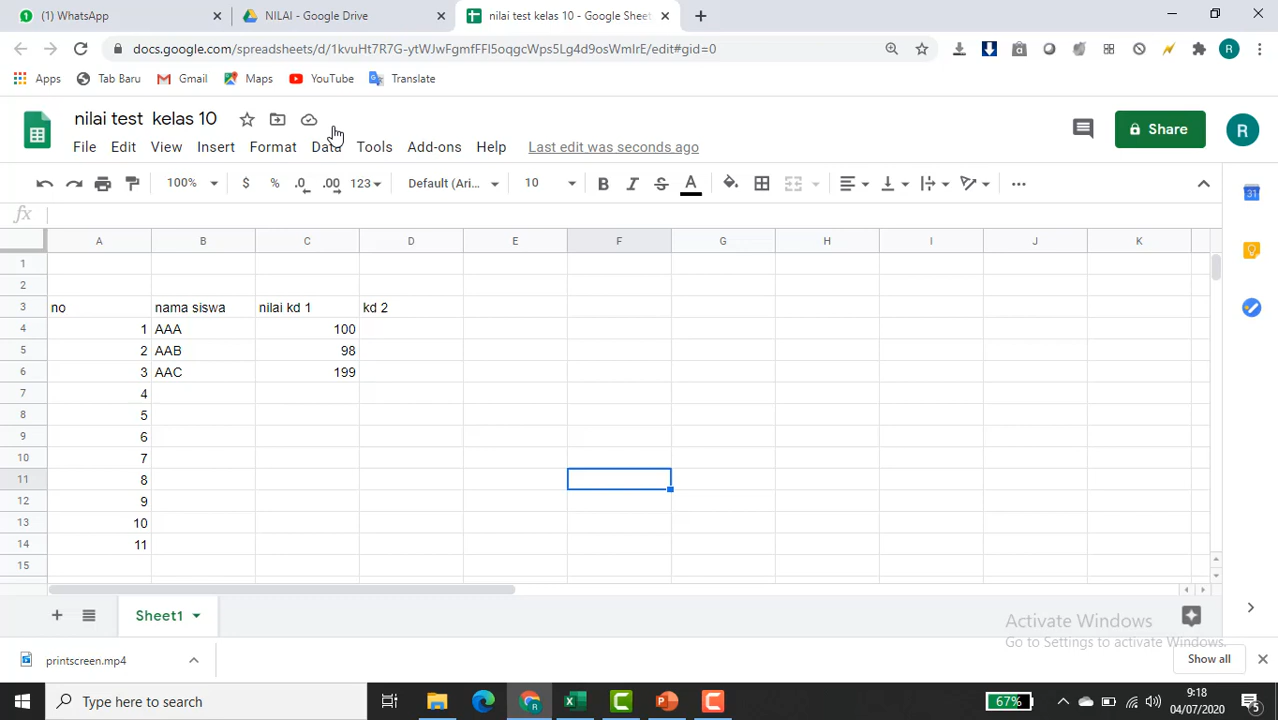 (1) WhatsApp
NILAI - Google Drive
nilai test kelas 10 - Google Sheet
docs.google.com/spreadsheets/d/1kvuHt7R7G-ytWJwFgmfFFI5oqgcWps5Lg4d9osWmIrE/edit#gid=0
R
Apps
Tab Baru
Gmail
Maps
YouTube
Translate
nilai test  kelas 10
Share
R
File
Edit
View
Insert
Format
Data
Tools
Add-ons
Help
Last edit was seconds ago
100%
$
%
.0
.00
123
Default (Ari...
10
B
I
S
A
fx
A B C D E F G H I J K
1
2
3 no nama siswa nilai kd 1 kd 2
4 1 AAA 100
5 2 AAB 98
6 3 AAC 199
7 4
8 5
9 6
10 7
11 8
12 9
13 10
14 11
15
31
Sheet1
Activate Windows
Go to Settings to activate Windows.
printscreen.mp4
Show all
Type here to search
67%
9:18
04/07/2020
5